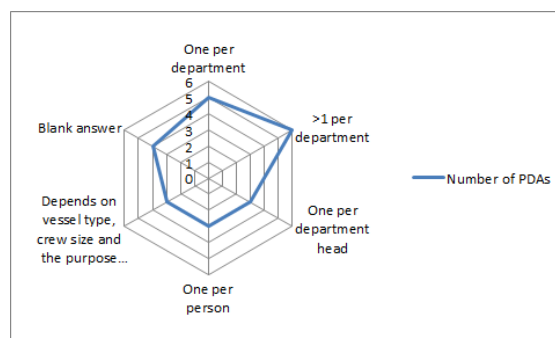 One per
department
6
5
4
3
2
1
0
>1 per
department
One per
department
head
One per
person
Depends on
vessel type,
crew size and
the purpose...
Blank answer
Number of PDAs